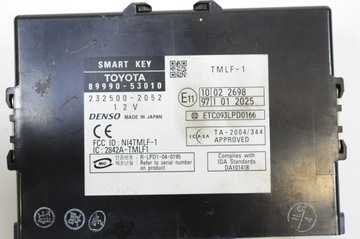 SMART KEY
TMLF-1
TOYOTA
89990-53010
232500-2052
12V
DENSO MADE IN JAPAN
FCC ID: NI4TMLF-1
IC: 2842A-TMLF1
R-LPD1-04-0195
Refer to serial number
on product
E11
10 02 2698
97 1 01 2025
ETC093LPD0166
ICASA
TA-2004/344
APPROVED
Complies with
IDA Standards
DA101418